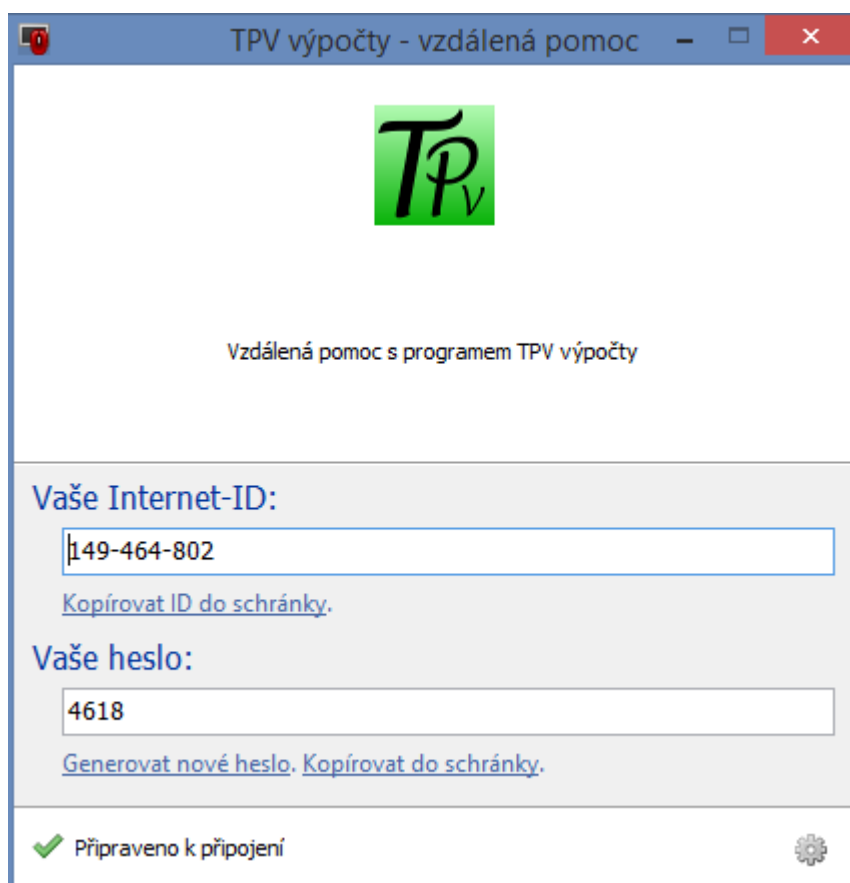 TPV výpočty - vzdálená pomoc
TPV
Vzdálená pomoc s programem TPV výpočty
Vaše Internet-ID:
149-464-802
Kopírovat ID do schránky.
Vaše heslo:
4618
Generovat nové heslo. Kopírovat do schránky.
Připraveno k připojení